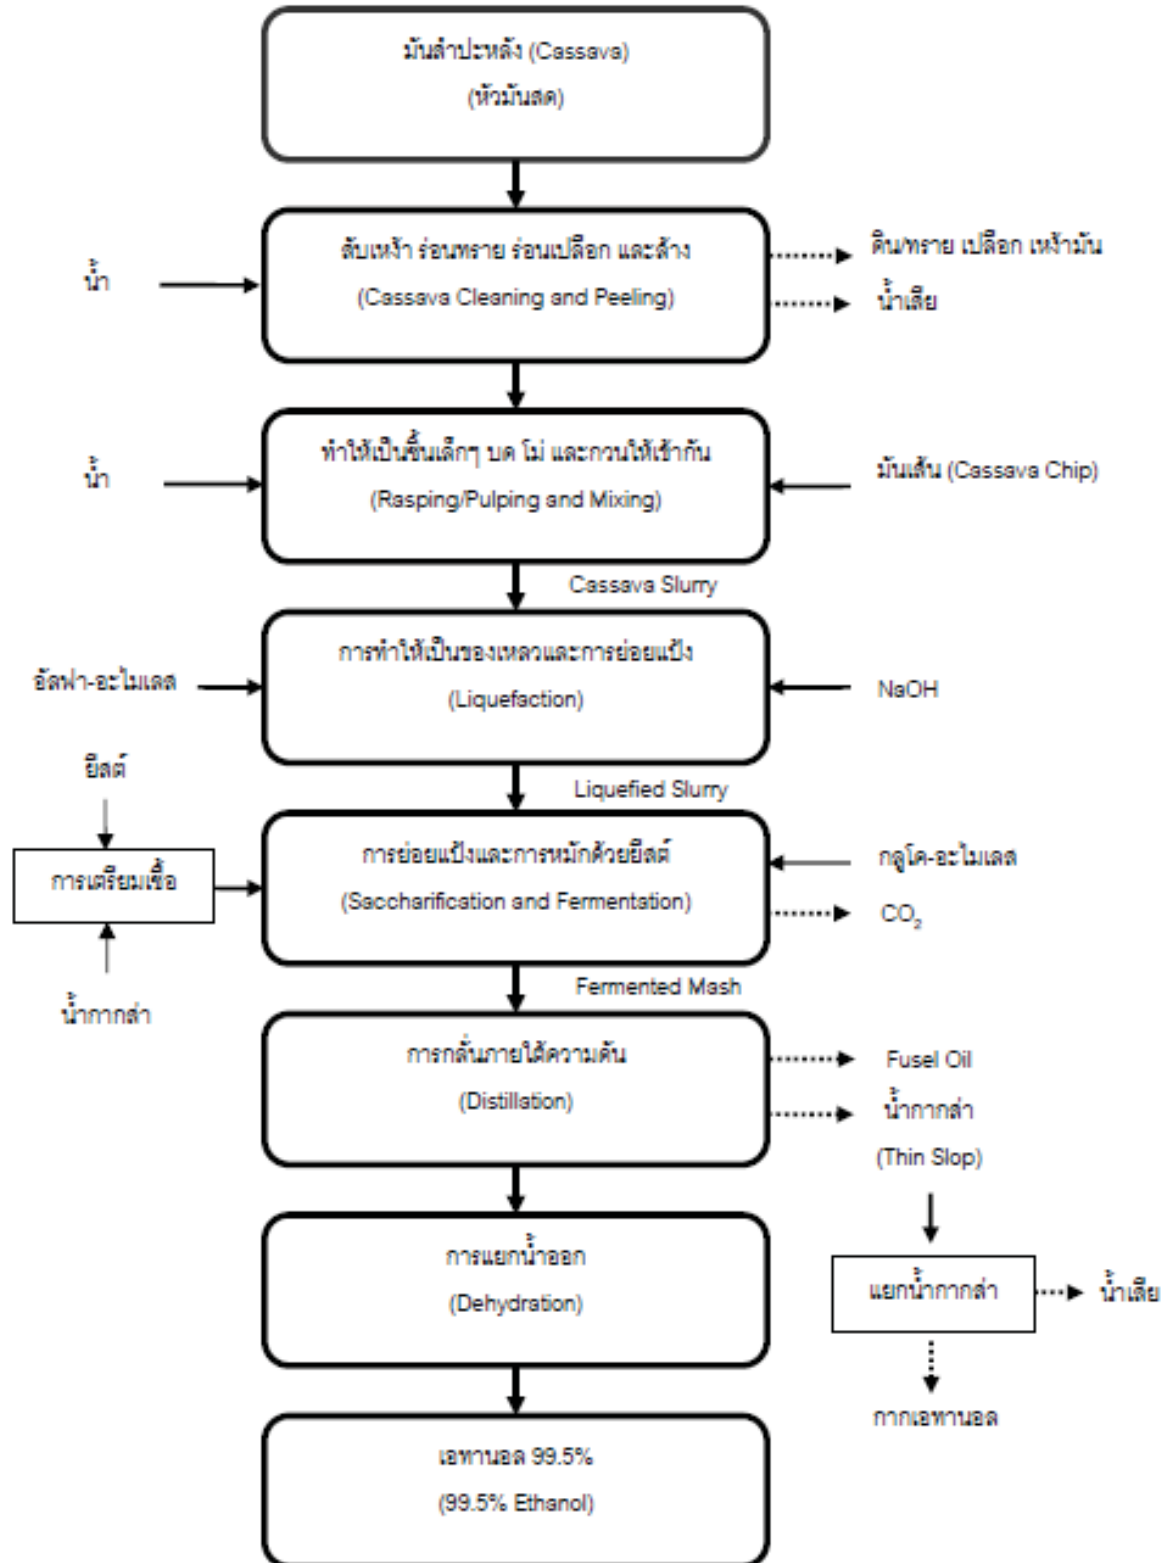 มันสำปะหลัง (Cassava)
(หัวมันสด)
สับเหง้า ร่อนทราย ร่อนเปลือก และล้าง
(Cassava Cleaning and Peeling)
น้ำ
ดิน/ทราย เปลือก เหง้ามัน
น้ำเสีย
ทำให้เป็นชิ้นเล็กๆ บด โม่ และกวนให้เข้ากัน
(Rasping/Pulping and Mixing)
น้ำ
มันเส้น (Cassava Chip)
Cassava Slurry
การทำให้เป็นของเหลวและการย่อยแป้ง
(Liquefaction)
อัลฟา-อะไมเลส
NaOH
Liquefied Slurry
ยีสต์
การเตรียมเชื้อ
น้ำกากส่า
การย่อยแป้งและการหมักด้วยยีสต์
(Saccharification and Fermentation)
กลูโค-อะไมเลส
CO₂
Fermented Mash
การกลั่นภายใต้ความดัน
(Distillation)
Fusel Oil
น้ำกากส่า
(Thin Slop)
การแยกน้ำออก
(Dehydration)
แยกน้ำกากส่า
น้ำเสีย
กากเอทานอล
เอทานอล 99.5%
(99.5% Ethanol)